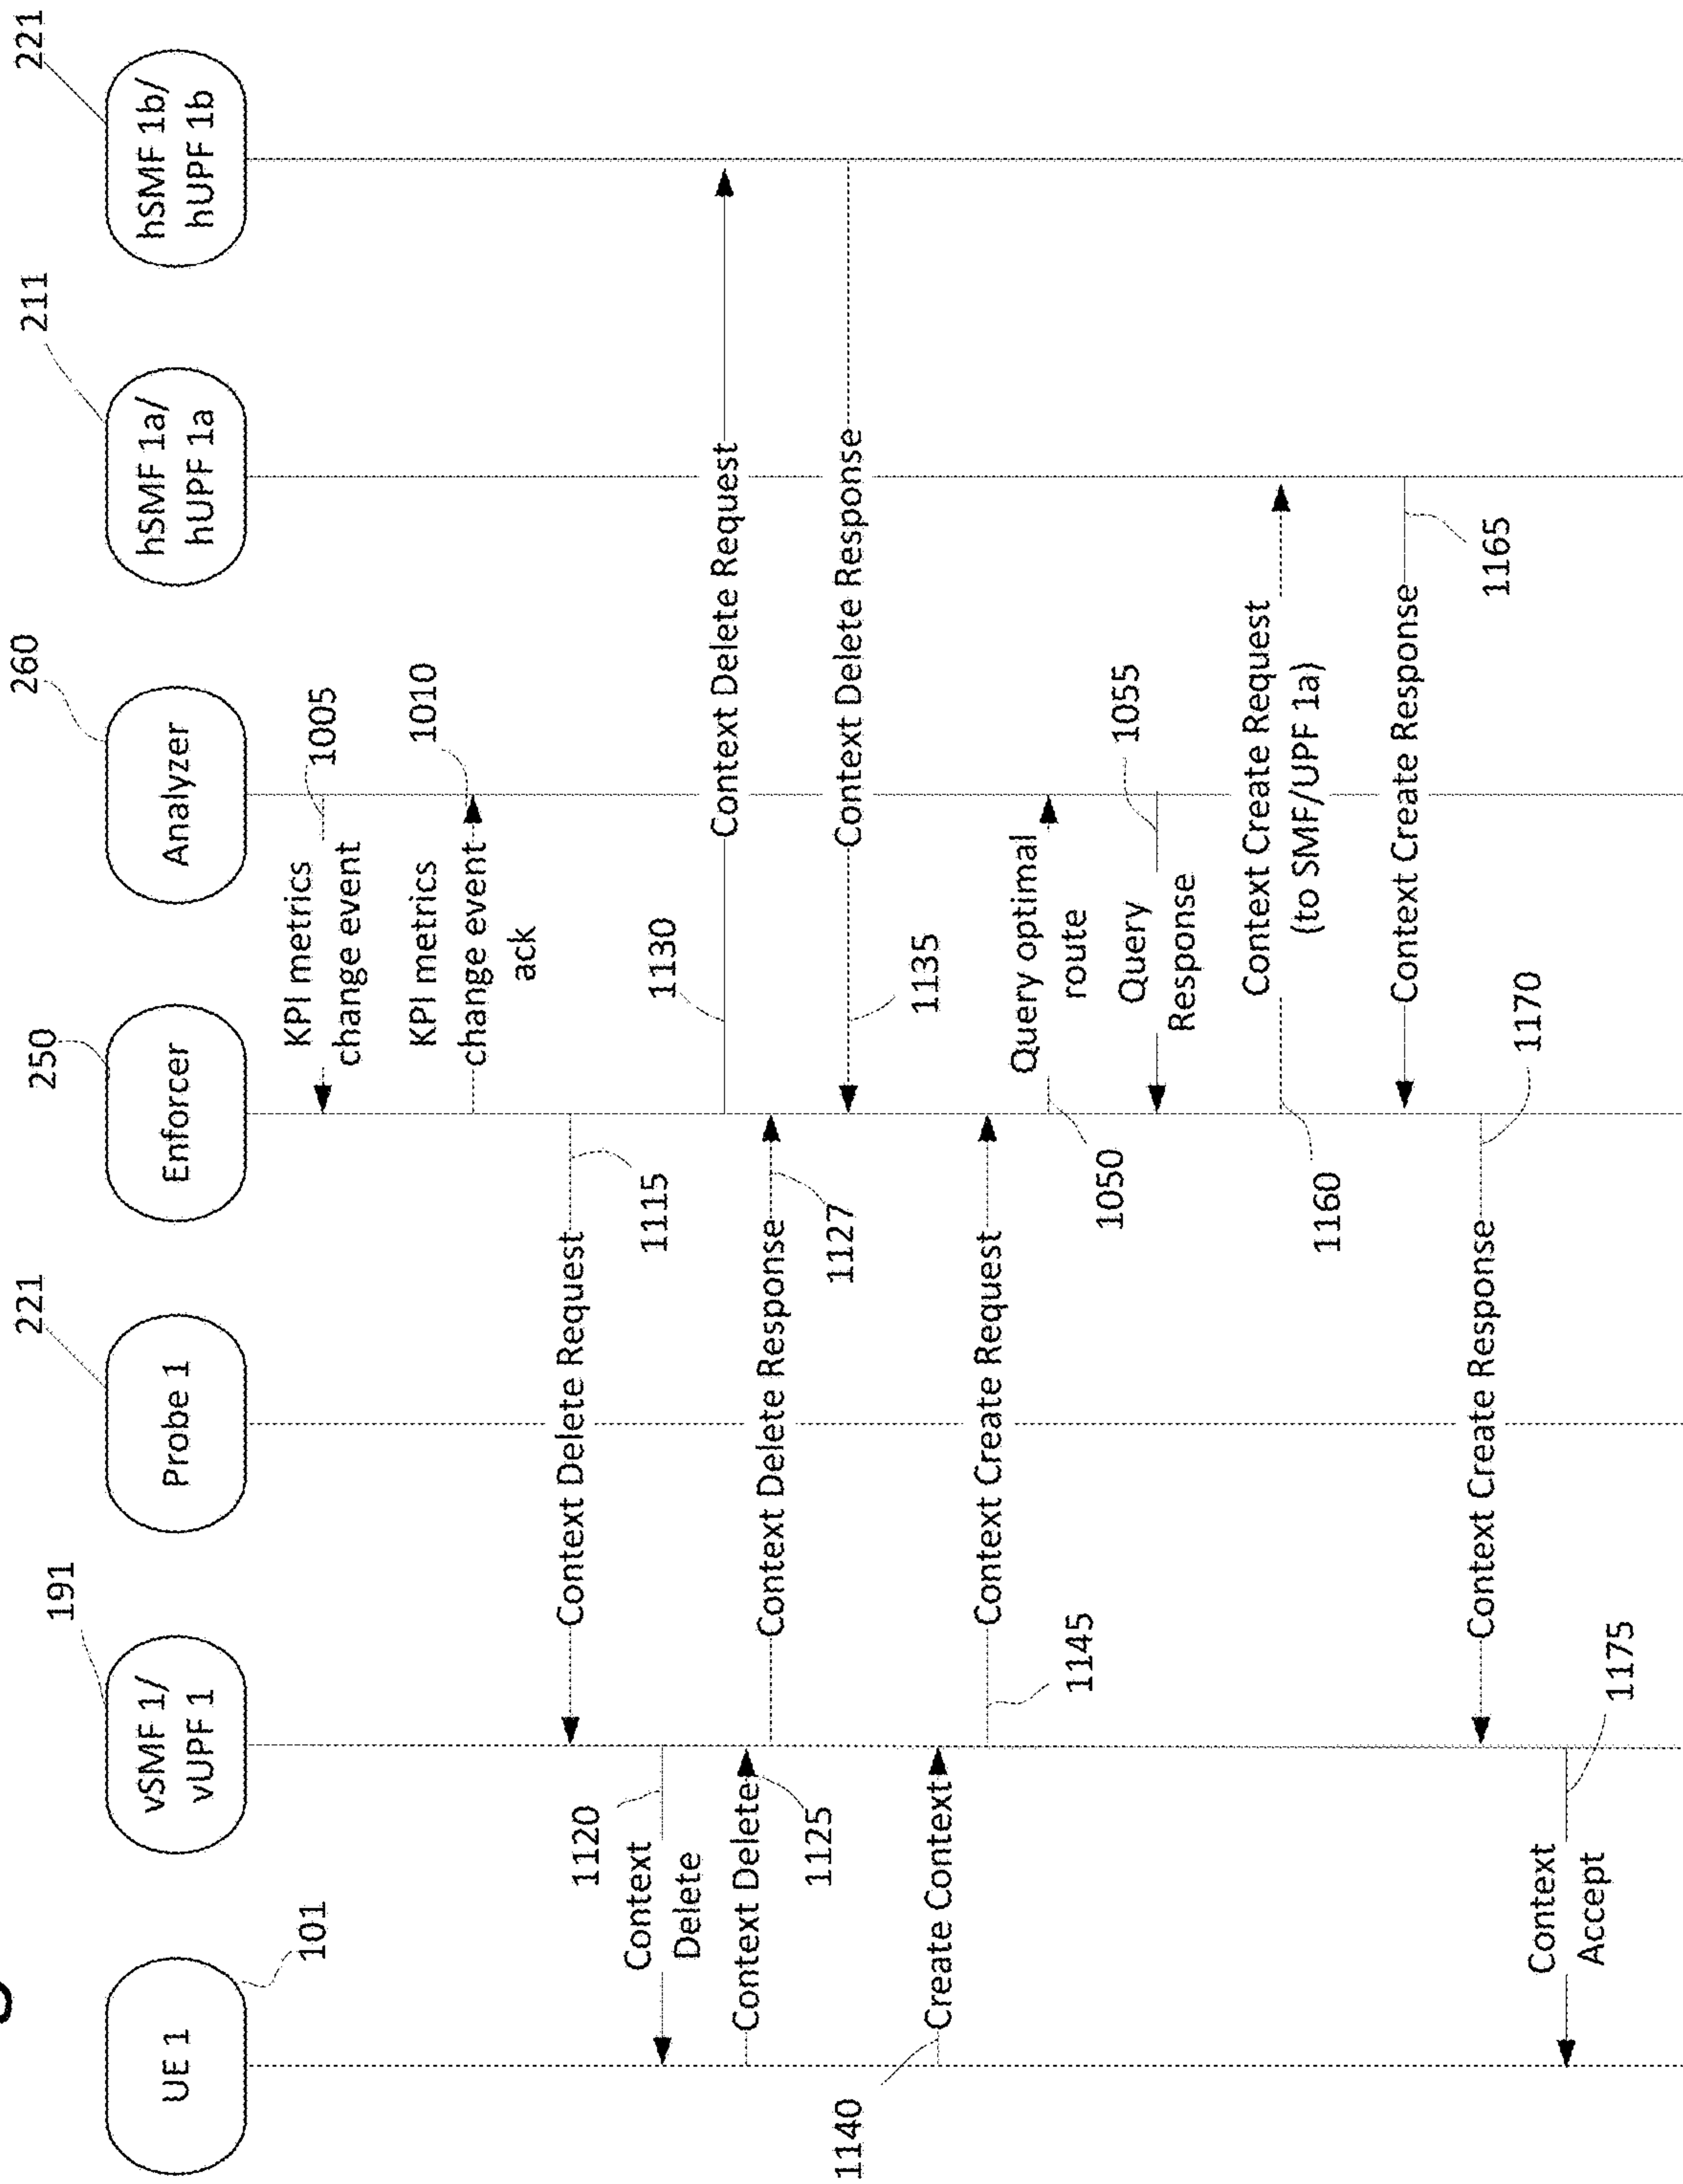 101
UE 1
191
vSMF 1/
vUPF 1
221
Probe 1
250
Enforcer
260
Analyzer
211
hSMF 1a/
hUPF 1a
221
hSMF 1b/
hUPF 1b
KPI metrics
change event
1005
KPI metrics
change event
ack
1010
Context Delete Request
1115
1120
Context
Delete
Context Delete Request
1130
Context Delete
1125
Context Delete Response
1127
Context Delete Response
1135
1140
Create Context
Context Create Request
1145
Query optimal
route
1050
Query
Response
1055
Context Create Request
(to SMF/UPF 1a)
1160
Context Create Response
1165
Context Create Response
1170
Context
Accept
1175